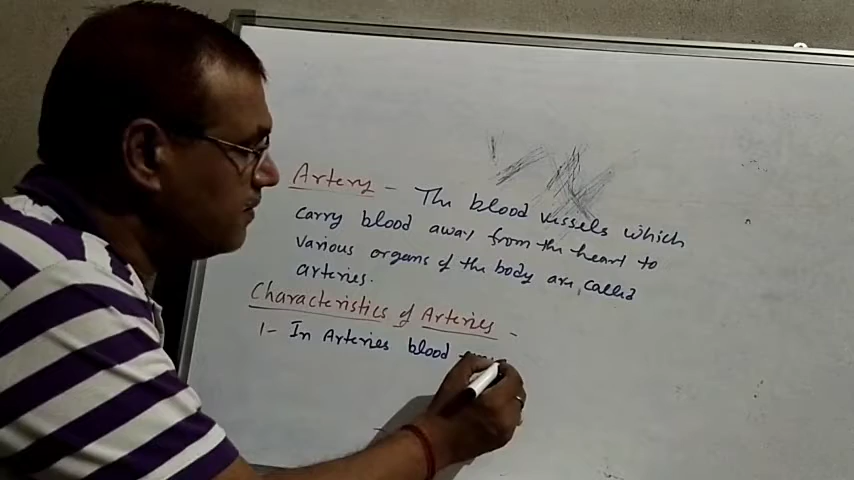 Artery - The blood vessels which
carry blood away from the heart to
various organs of the body are called
arteries.
Characteristics of Arteries -
1- In Arteries blood